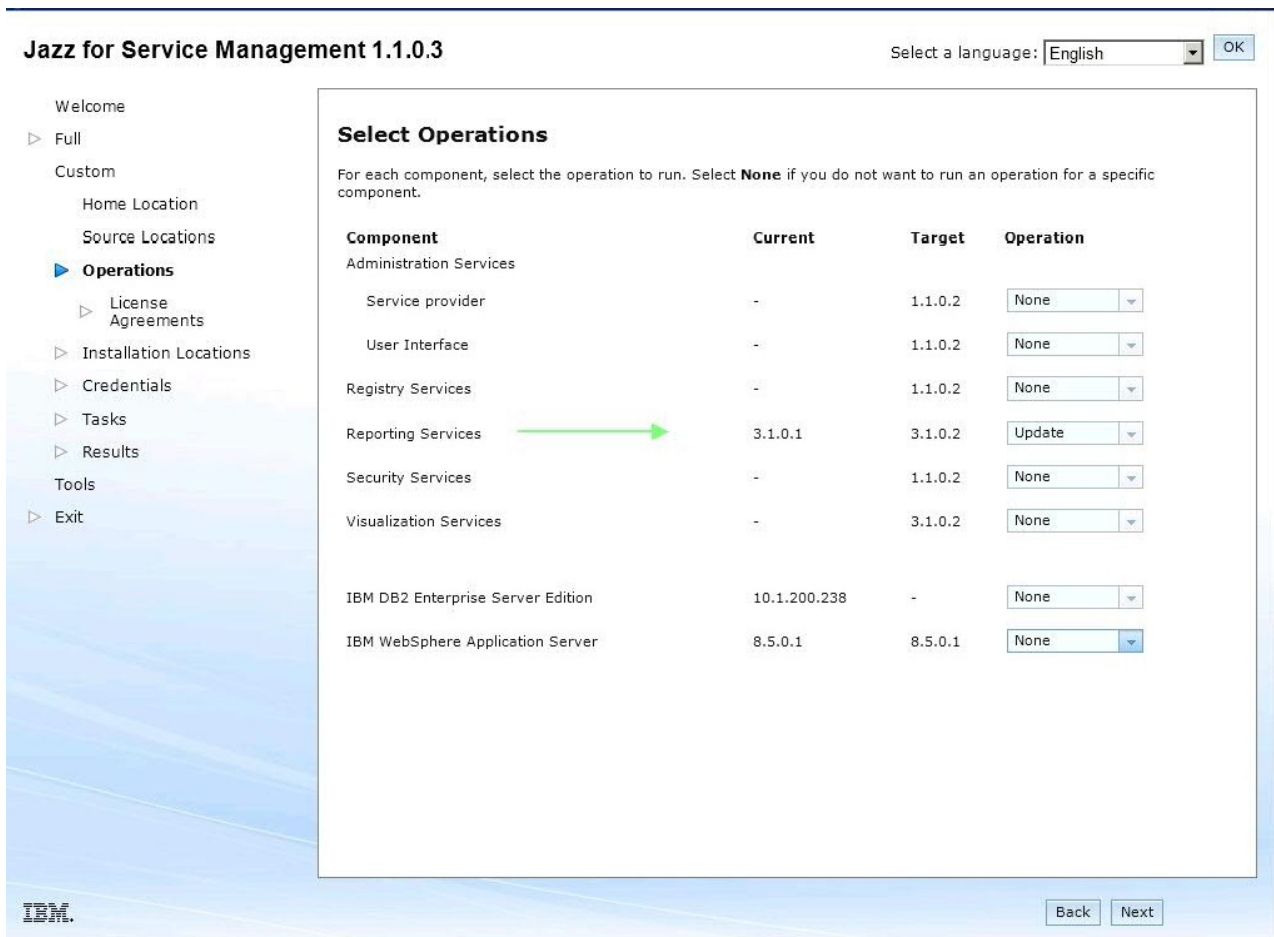 Jazz for Service Management 1.1.0.3
Select a language: English OK
Welcome
Full
Custom
Home Location
Source Locations
Operations
License
Agreements
Installation Locations
Credentials
Tasks
Results
Tools
Exit
Select Operations
For each component, select the operation to run. Select None if you do not want to run an operation for a specific
component.
Component Current Target Operation
Administration Services
Service provider - 1.1.0.2 None
User Interface - 1.1.0.2 None
Registry Services - 1.1.0.2 None
Reporting Services 3.1.0.1 3.1.0.2 Update
Security Services - 1.1.0.2 None
Visualization Services - 3.1.0.2 None
IBM DB2 Enterprise Server Edition 10.1.200.238 - None
IBM WebSphere Application Server 8.5.0.1 8.5.0.1 None
IBM.
Back Next